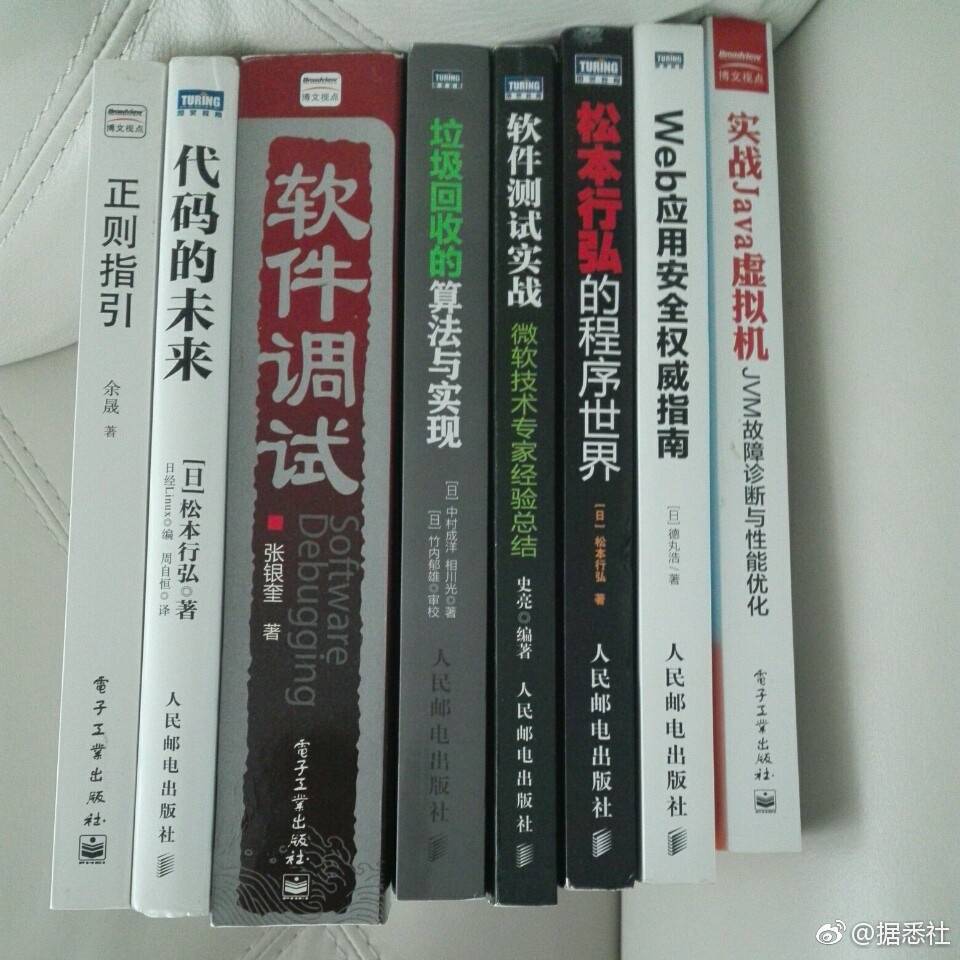 Broadview
博文视点
正则指引
余晟 著
電子工業出版社
TURING
代码的未来
[日]松本行弘◎著
日经Linux◎编 周自恒◎译
人民邮电出版社
Broadview
博文视点
软件调试
Software
Debugging
张银奎 著
電子工業出版社
TURING
垃圾回收的算法与实现
[日] 中村成洋 相川光◎著
[日] 竹内郁雄◎审校
人民邮电出版社
TURING
软件测试实战
微软技术专家经验总结
史亮◎编著
人民邮电出版社
TURING
松本行弘的程序世界
[日] 松本行弘 著
人民邮电出版社
TURING
Web应用安全权威指南
[日] 德丸浩/著
人民邮电出版社
Broadview
博文视点
实战Java虚拟机
JVM故障诊断与性能优化
電子工業出版社
@据悉社